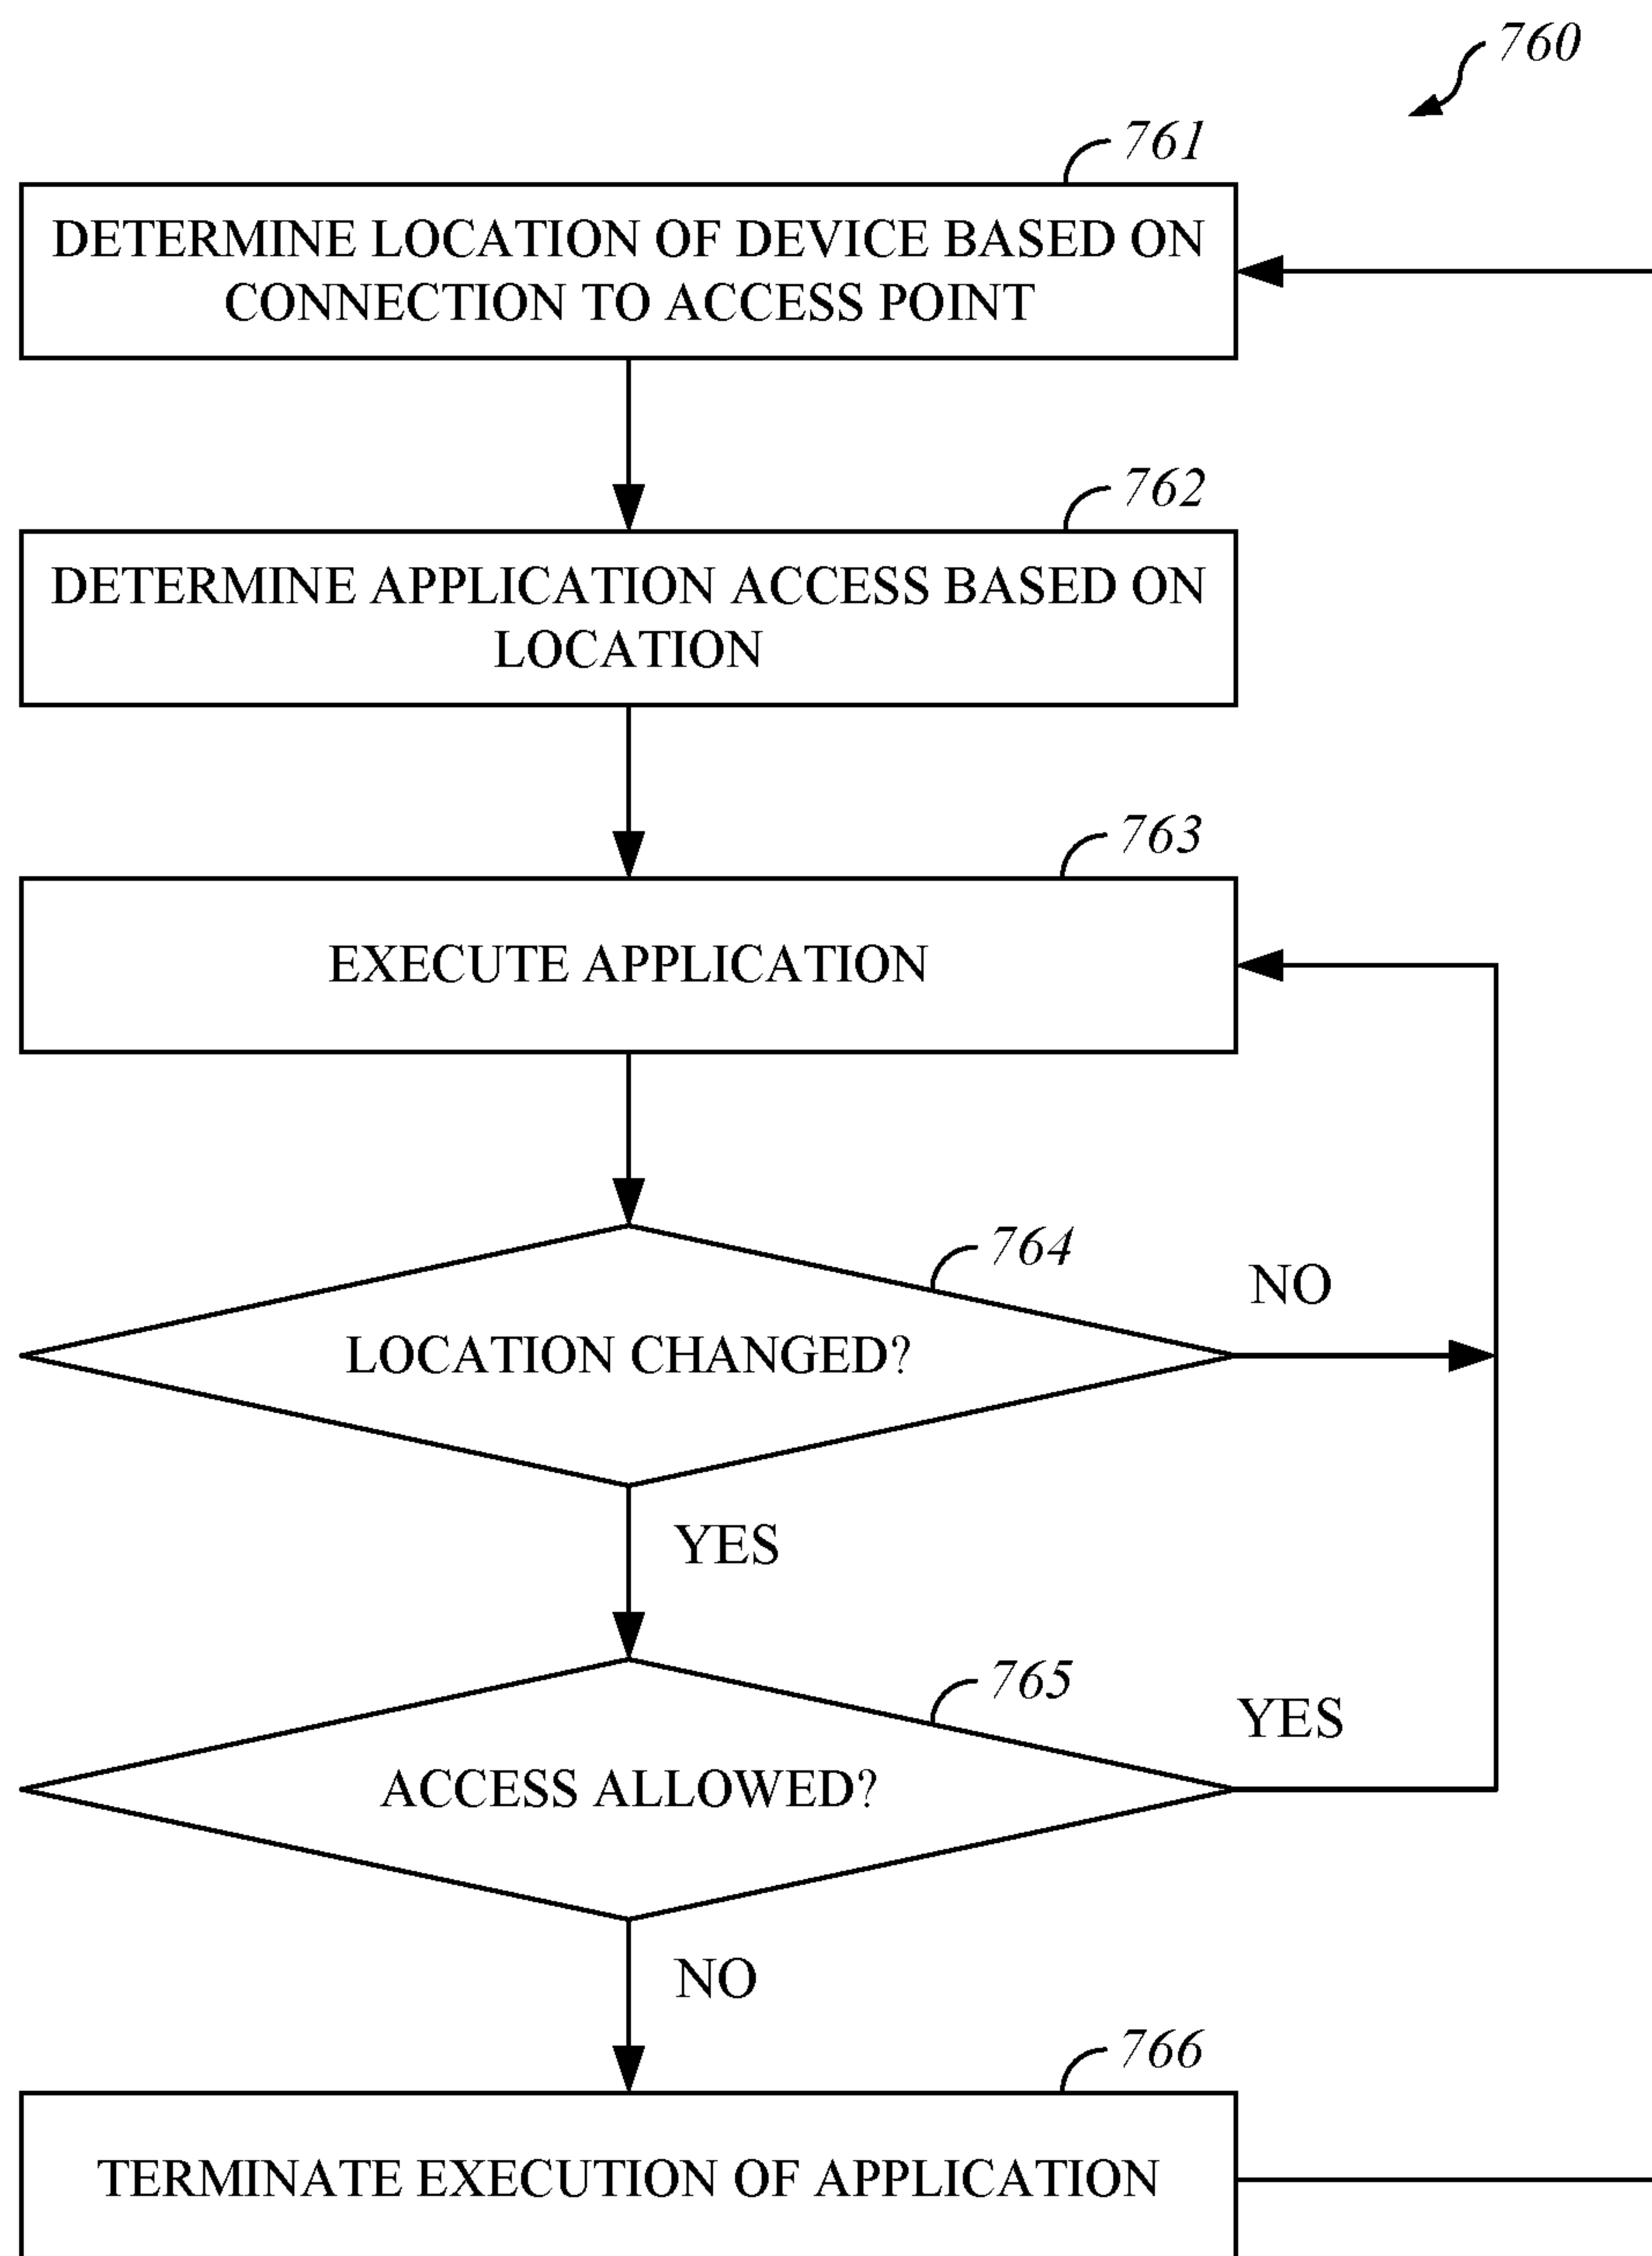 760
761
DETERMINE LOCATION OF DEVICE BASED ON
CONNECTION TO ACCESS POINT
762
DETERMINE APPLICATION ACCESS BASED ON
LOCATION
763
EXECUTE APPLICATION
764
NO
LOCATION CHANGED?
YES
765
YES
ACCESS ALLOWED?
NO
766
TERMINATE EXECUTION OF APPLICATION